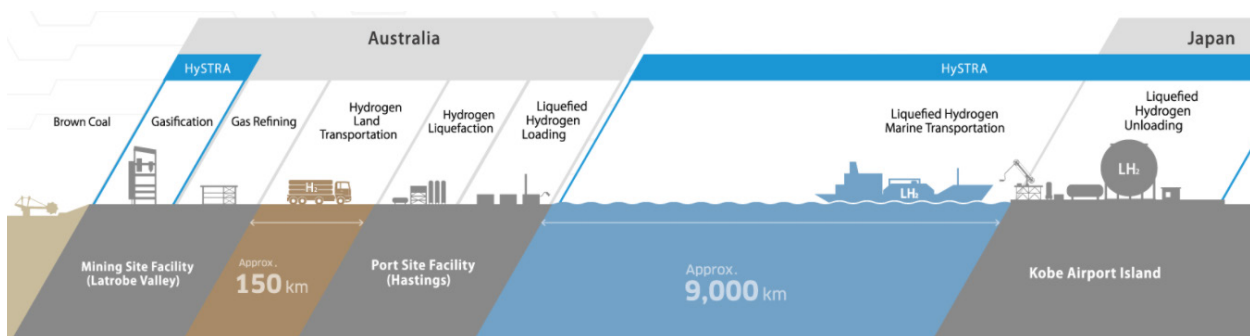 Australia
Japan
HySTRA
HySTRA
Brown Coal
Gasification
Gas Refining
Hydrogen
Land
Transportation
Hydrogen
Liquefaction
Liquefied
Hydrogen
Loading
Liquefied Hydrogen
Marine Transportation
Liquefied
Hydrogen
Unloading
H₂
LH₂
LH₂
Mining Site Facility
(Latrobe Valley)
Approx.
150 km
Port Site Facility
(Hastings)
Approx.
9,000 km
Kobe Airport Island